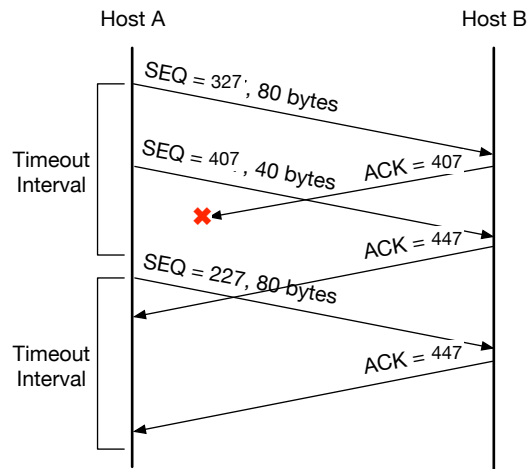 Host A
Host B
SEQ = 327, 80 bytes
SEQ = 407, 40 bytes
ACK = 407
Timeout
Interval
ACK = 447
SEQ = 227, 80 bytes
Timeout
Interval
ACK = 447